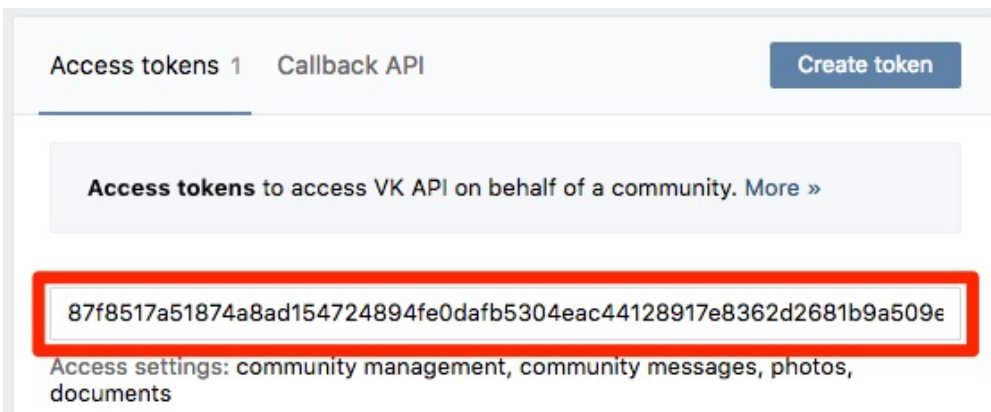 Access tokens 1 Callback API Create token
Access tokens to access VK API on behalf of a community. More »
87f8517a51874a8ad154724894fe0dafb5304eac44128917e8362d2681b9a509e
Access settings: community management, community messages, photos,
documents